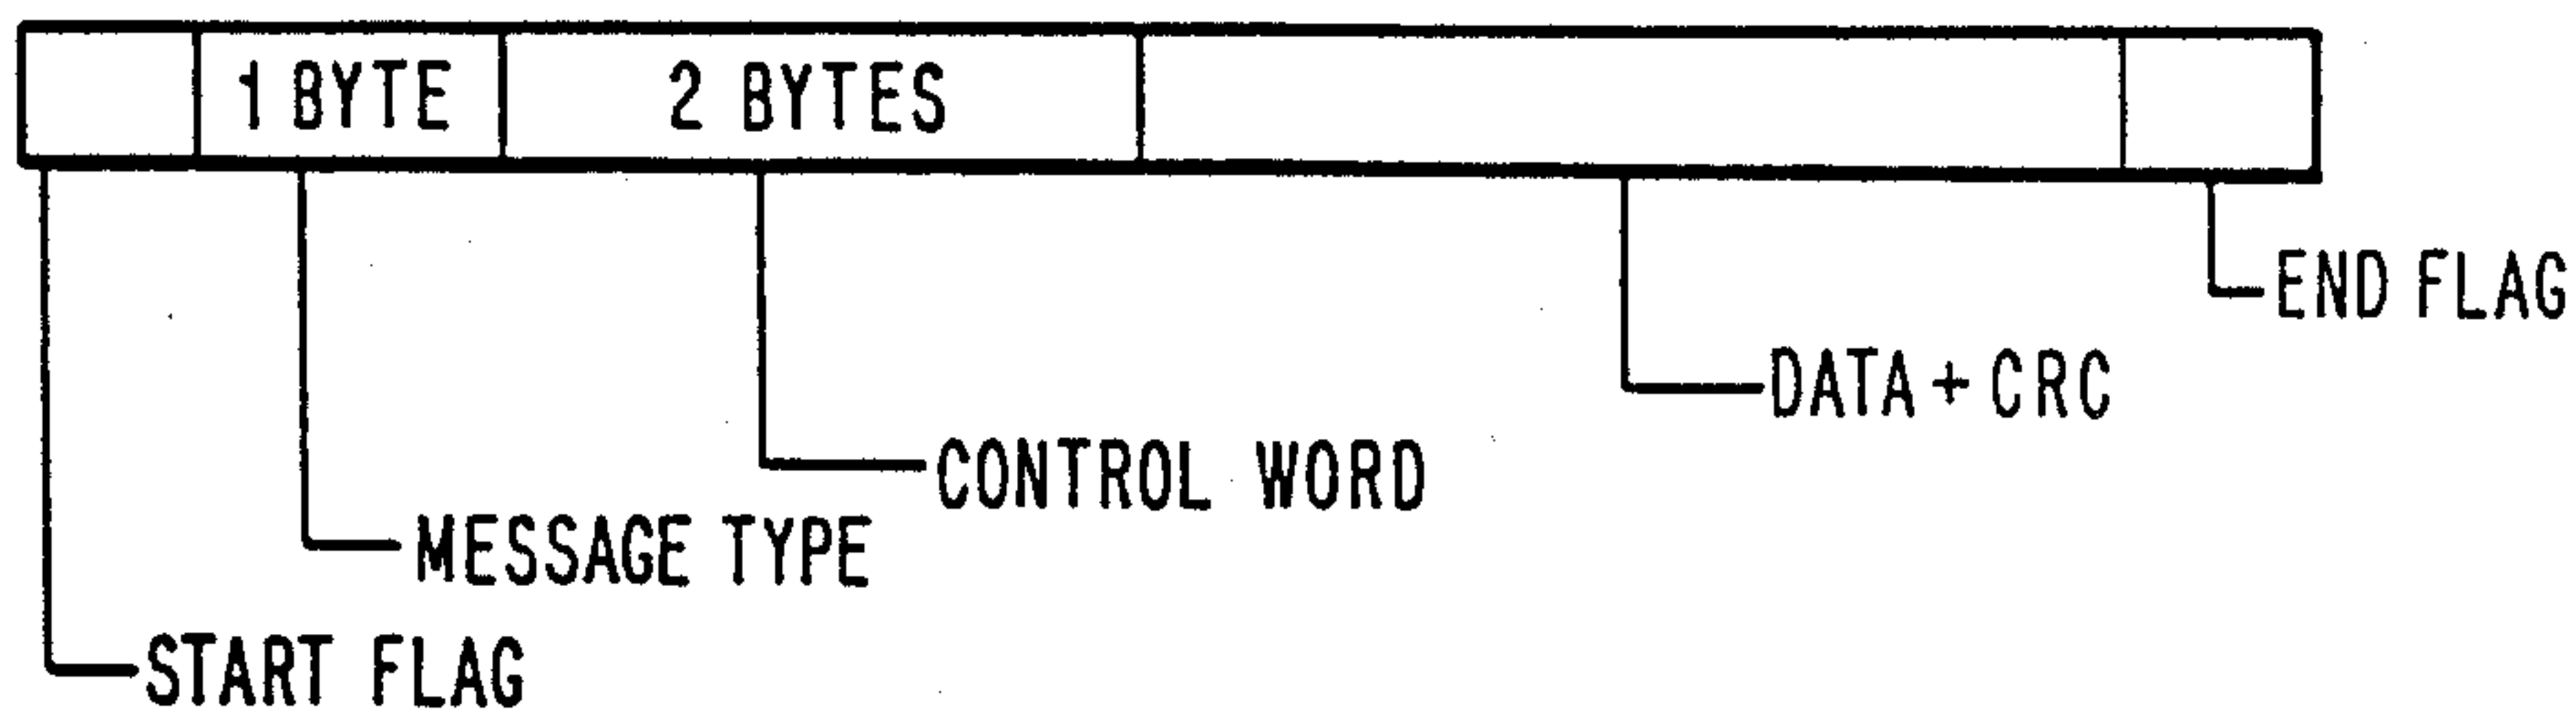 1 BYTE
2 BYTES
END FLAG
DATA + CRC
CONTROL WORD
MESSAGE TYPE
START FLAG